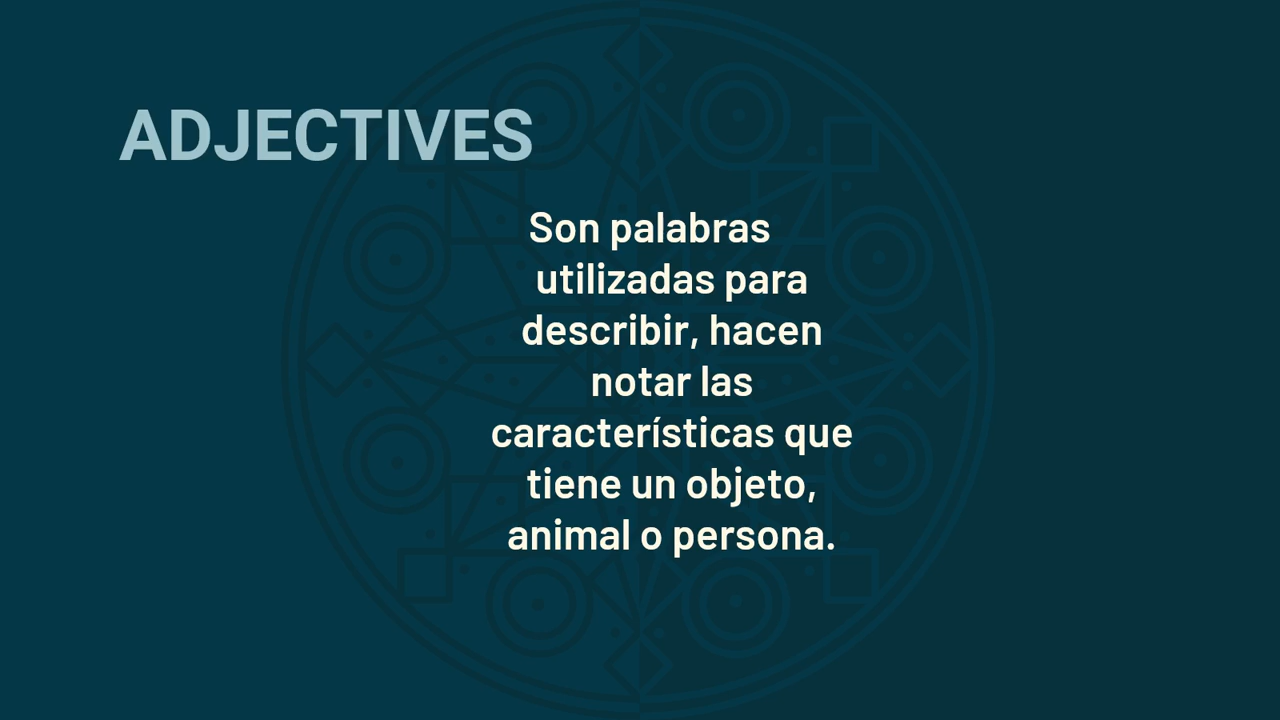 ADJECTIVES
Son palabras
utilizadas para
describir, hacen
notar las
características que
tiene un objeto,
animal o persona.